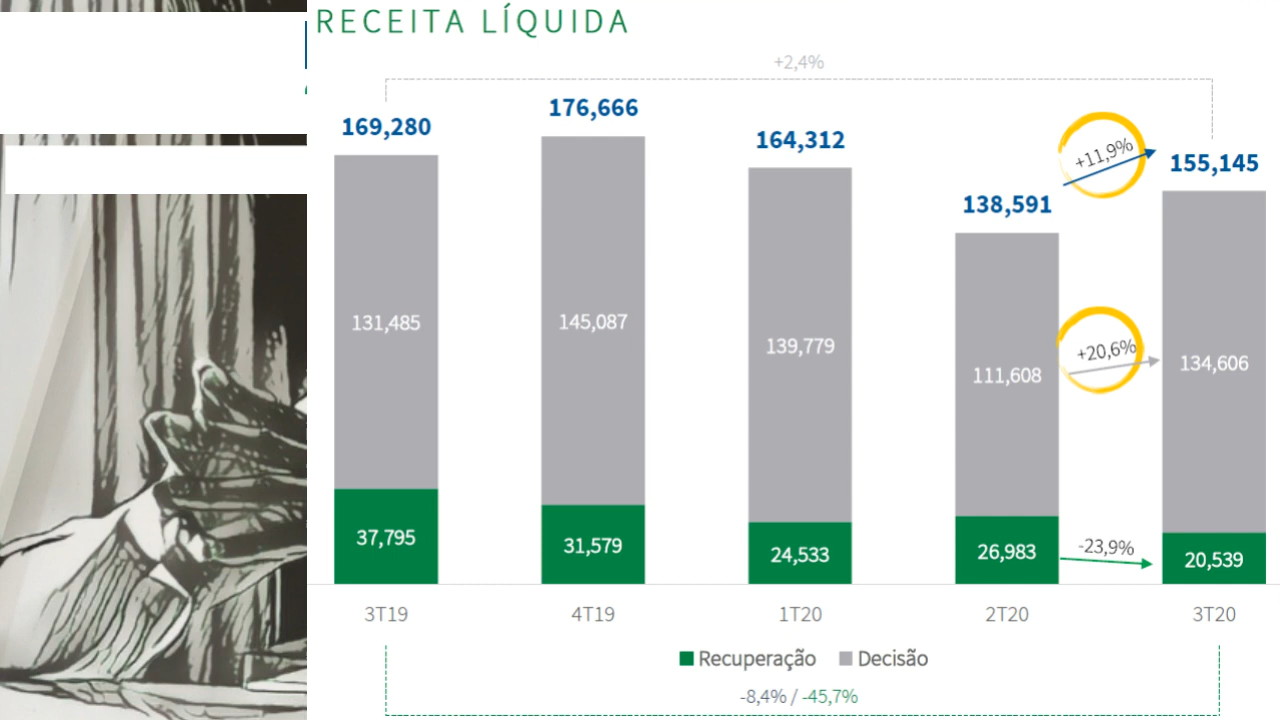 RECEITA LÍQUIDA
+2,4%
169,280
176,666
164,312
138,591
+11,9%
155,145
131,485
145,087
139,779
111,608
+20,6%
134,606
37,795
31,579
24,533
26,983
-23,9%
20,539
3T19
4T19
1T20
2T20
3T20
Recuperação
Decisão
-8,4% / -45,7%